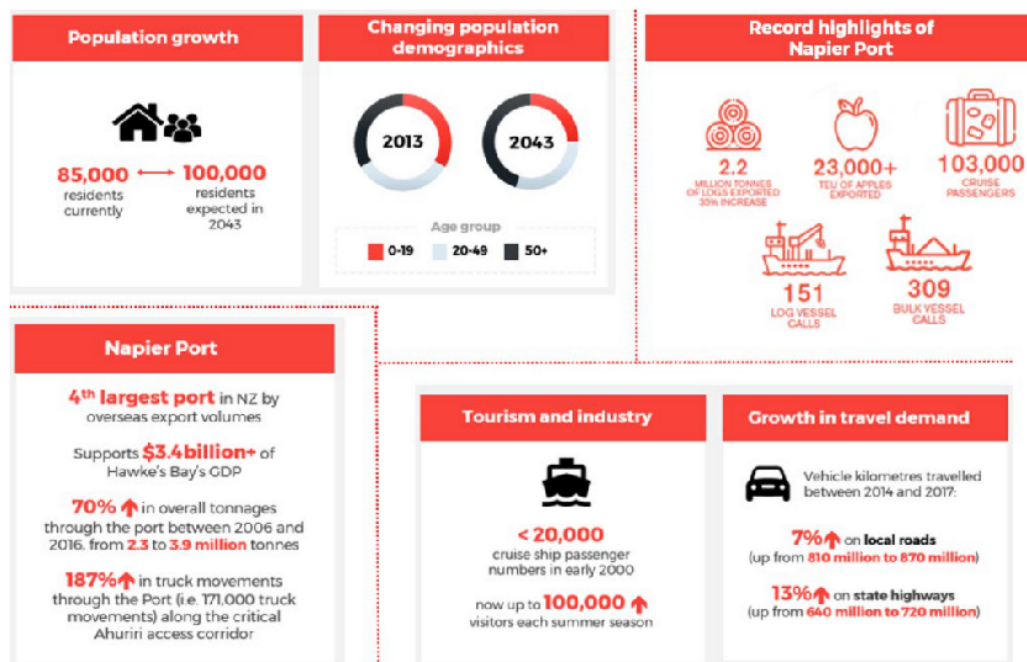 Population growth
85,000
residents
currently
100,000
residents
expected in
2043
Changing population
demographics
2013
2043
Age group
0-19
20-49
50+
Record highlights of
Napier Port
2.2
MILLION TONNES
OF LOGS EXPORTED
35% INCREASE
23,000+
TEU OF APPLES
EXPORTED
103,000
CRUISE
PASSENGERS
151
LOG VESSEL
CALLS
309
BULK VESSEL
CALLS
Napier Port
4th largest port in NZ by
overseas export volumes
Supports $3.4billion+ of
Hawke's Bay's GDP
70% in overall tonnages
through the port between 2006 and
2016, from 2.3 to 3.9 million tonnes
187% in truck movements
through the Port (i.e. 171,000 truck
movements) along the critical
Ahuriri access corridor
Tourism and industry
< 20,000
cruise ship passenger
numbers in early 2000
now up to 100,000
visitors each summer season
Growth in travel demand
Vehicle kilometres travelled
between 2014 and 2017:
7% on local roads
(up from 810 million to 870 million)
13% on state highways
(up from 640 million to 720 million)